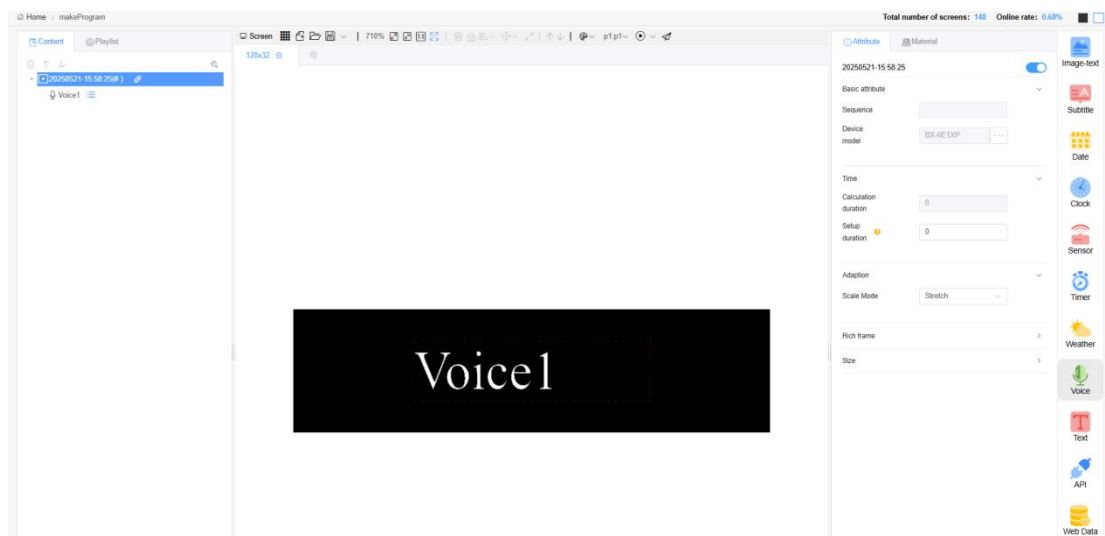 Home / makeProgram
Total number of screens: 148 Online rate: 0.68%
Content
Playlist
Screen
710%
1:1
p1:p1
Attribute
Material
128x32
20250521-15:58:25(# )
Voice1
Voice1
20250521-15:58:25
Basic attribute
Sequence
Device model
BX-6E1XP
...
Time
Calculation duration
0
Setup duration
?
0
Adaption
Scale Mode
Stretch
Rich frame
Size
Image-text
Subtitle
Date
Clock
Sensor
Timer
Weather
Voice
Text
API
Web Data